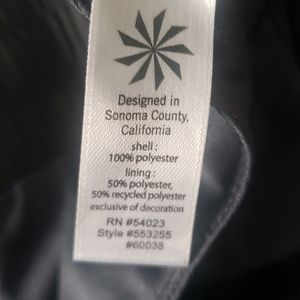 Designed in
Sonoma County,
California
shell :
100% polyester
lining :
50% polyester,
50% recycled polyester
exclusive of decoration
RN #54023
Style #553255
#60038